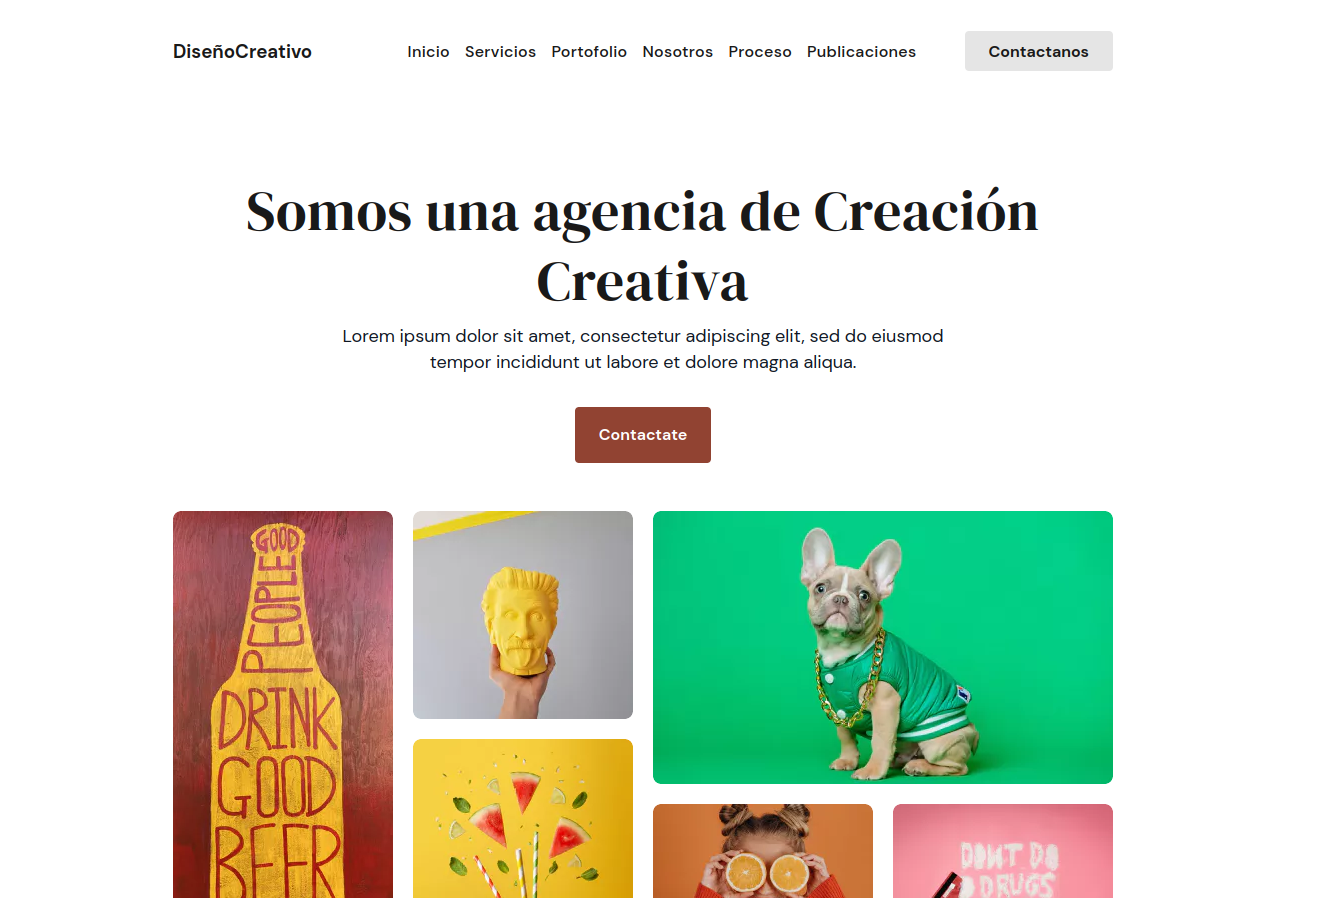 DiseñoCreativo
Inicio Servicios Portofolio Nosotros Proceso Publicaciones
Contactanos
Somos una agencia de Creación
Creativa
Lorem ipsum dolor sit amet, consectetur adipiscing elit, sed do eiusmod
tempor incididunt ut labore et dolore magna aliqua.
Contactate
GOOD
PEOPLE
DRINK
GOOD
BEER
DON'T DO
DRUGS